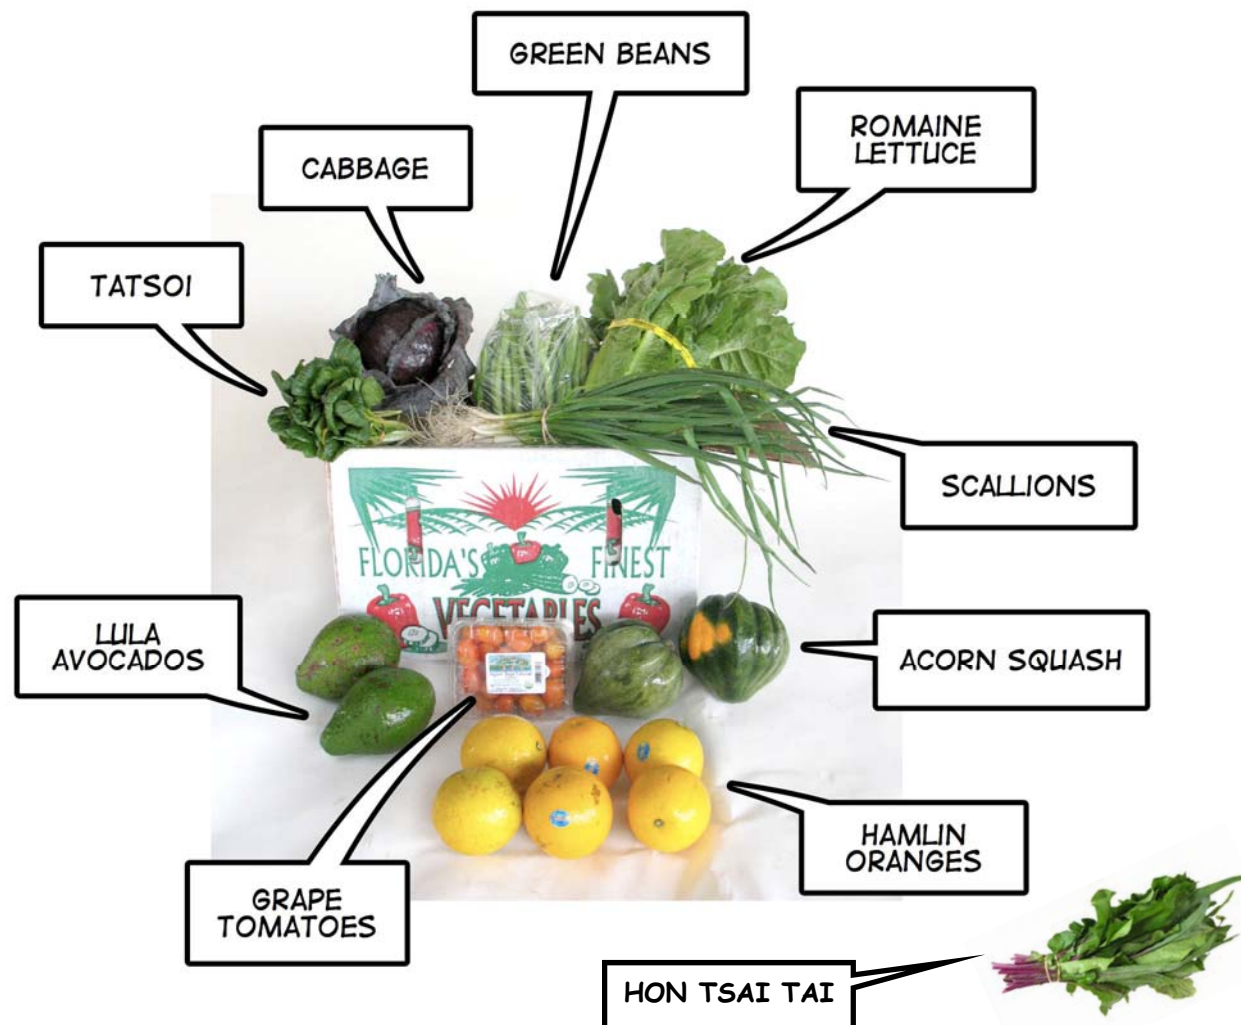 GREEN BEANS
ROMAINE
LETTUCE
CABBAGE
TATSOI
SCALLIONS
FLORIDA'S FINEST
VEGETABLES
LULA
AVOCADOS
ACORN SQUASH
HAMLIN
ORANGES
GRAPE
TOMATOES
HON TSAI TAI